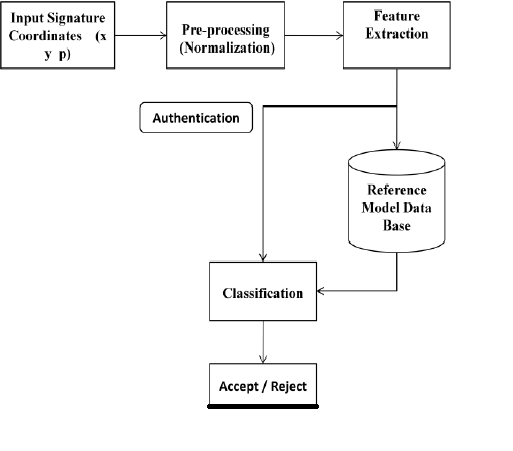 Input Signature
Coordinates (x
y p)
Pre-processing
(Normalization)
Feature
Extraction
Authentication
Reference
Model Data
Base
Classification
Accept / Reject